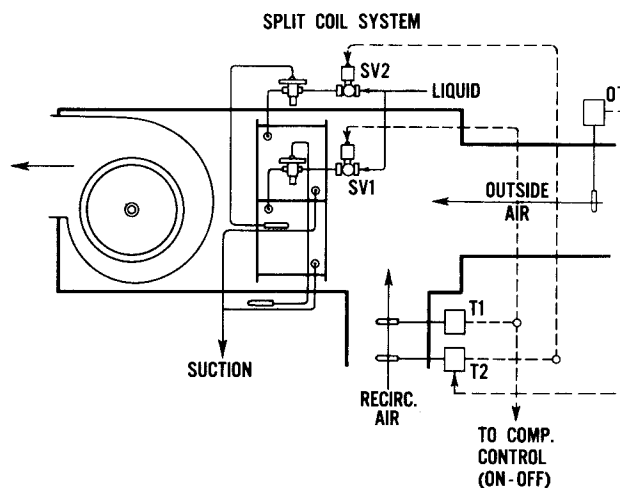 SPLIT COIL SYSTEM
SV2
LIQUID
SV1
OUTSIDE
AIR
T1
T2
SUCTION
RECIRC.
AIR
TO COMP.
CONTROL
(ON-OFF)